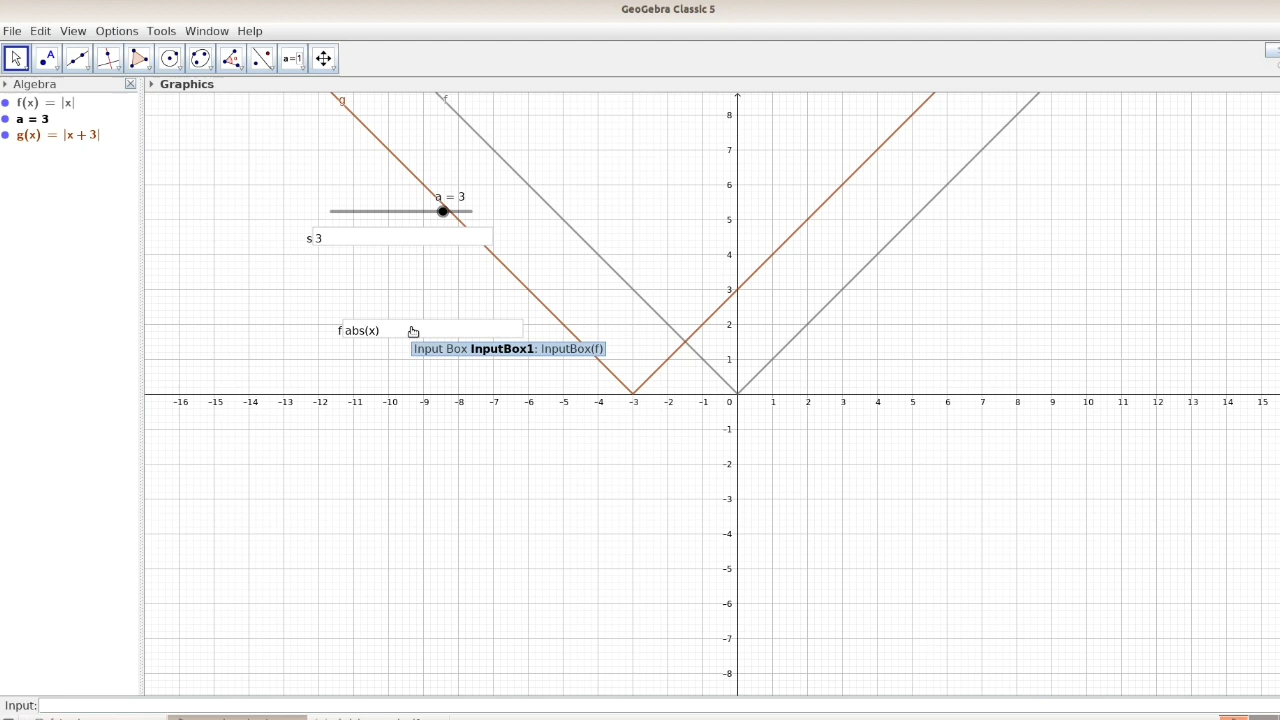 GeoGebra Classic 5
File Edit View Options Tools Window Help
A
a=1
Algebra
Graphics
f(x) = |x|
a = 3
g(x) = |x + 3|
g
f
a = 3
s 3
f abs(x)
Input Box InputBox1: InputBox(f)
8
7
6
5
4
3
2
1
-16 -15 -14 -13 -12 -11 -10 -9 -8 -7 -6 -5 -4 -3 -2 -1 0 1 2 3 4 5 6 7 8 9 10 11 12 13 14 15
-1
-2
-3
-4
-5
-6
-7
-8
Input: